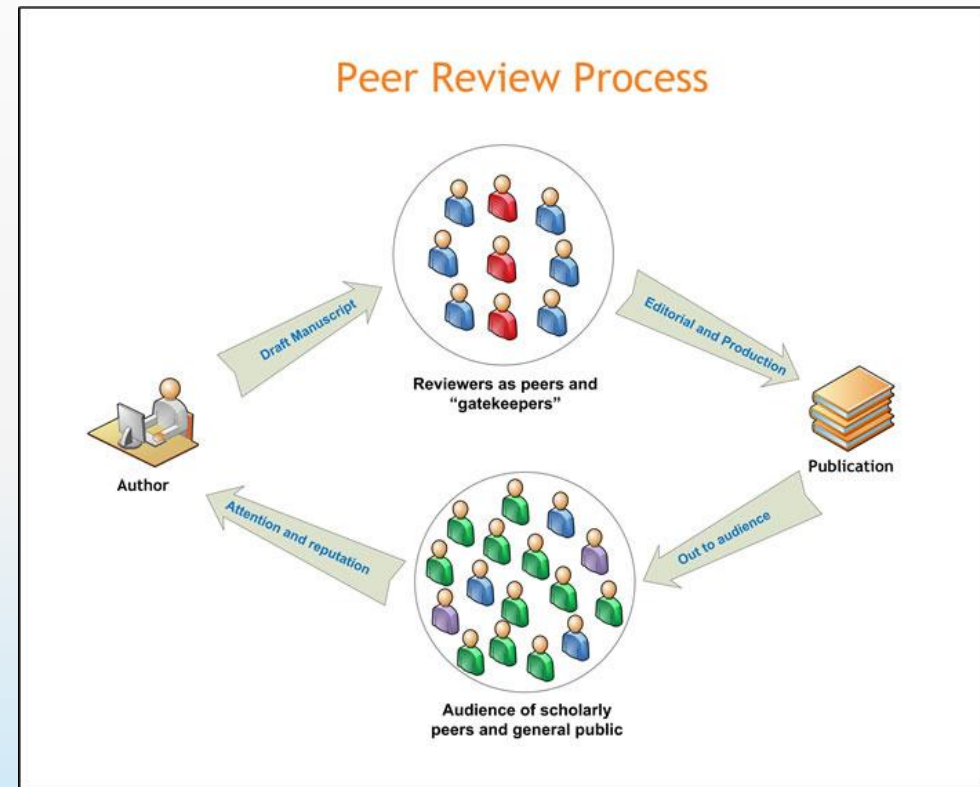 Peer Review Process
Draft Manuscript
Reviewers as peers and
“gatekeepers”
Editorial and Production
Author
Publication
Attention and reputation
Out to audience
Audience of scholarly
peers and general public